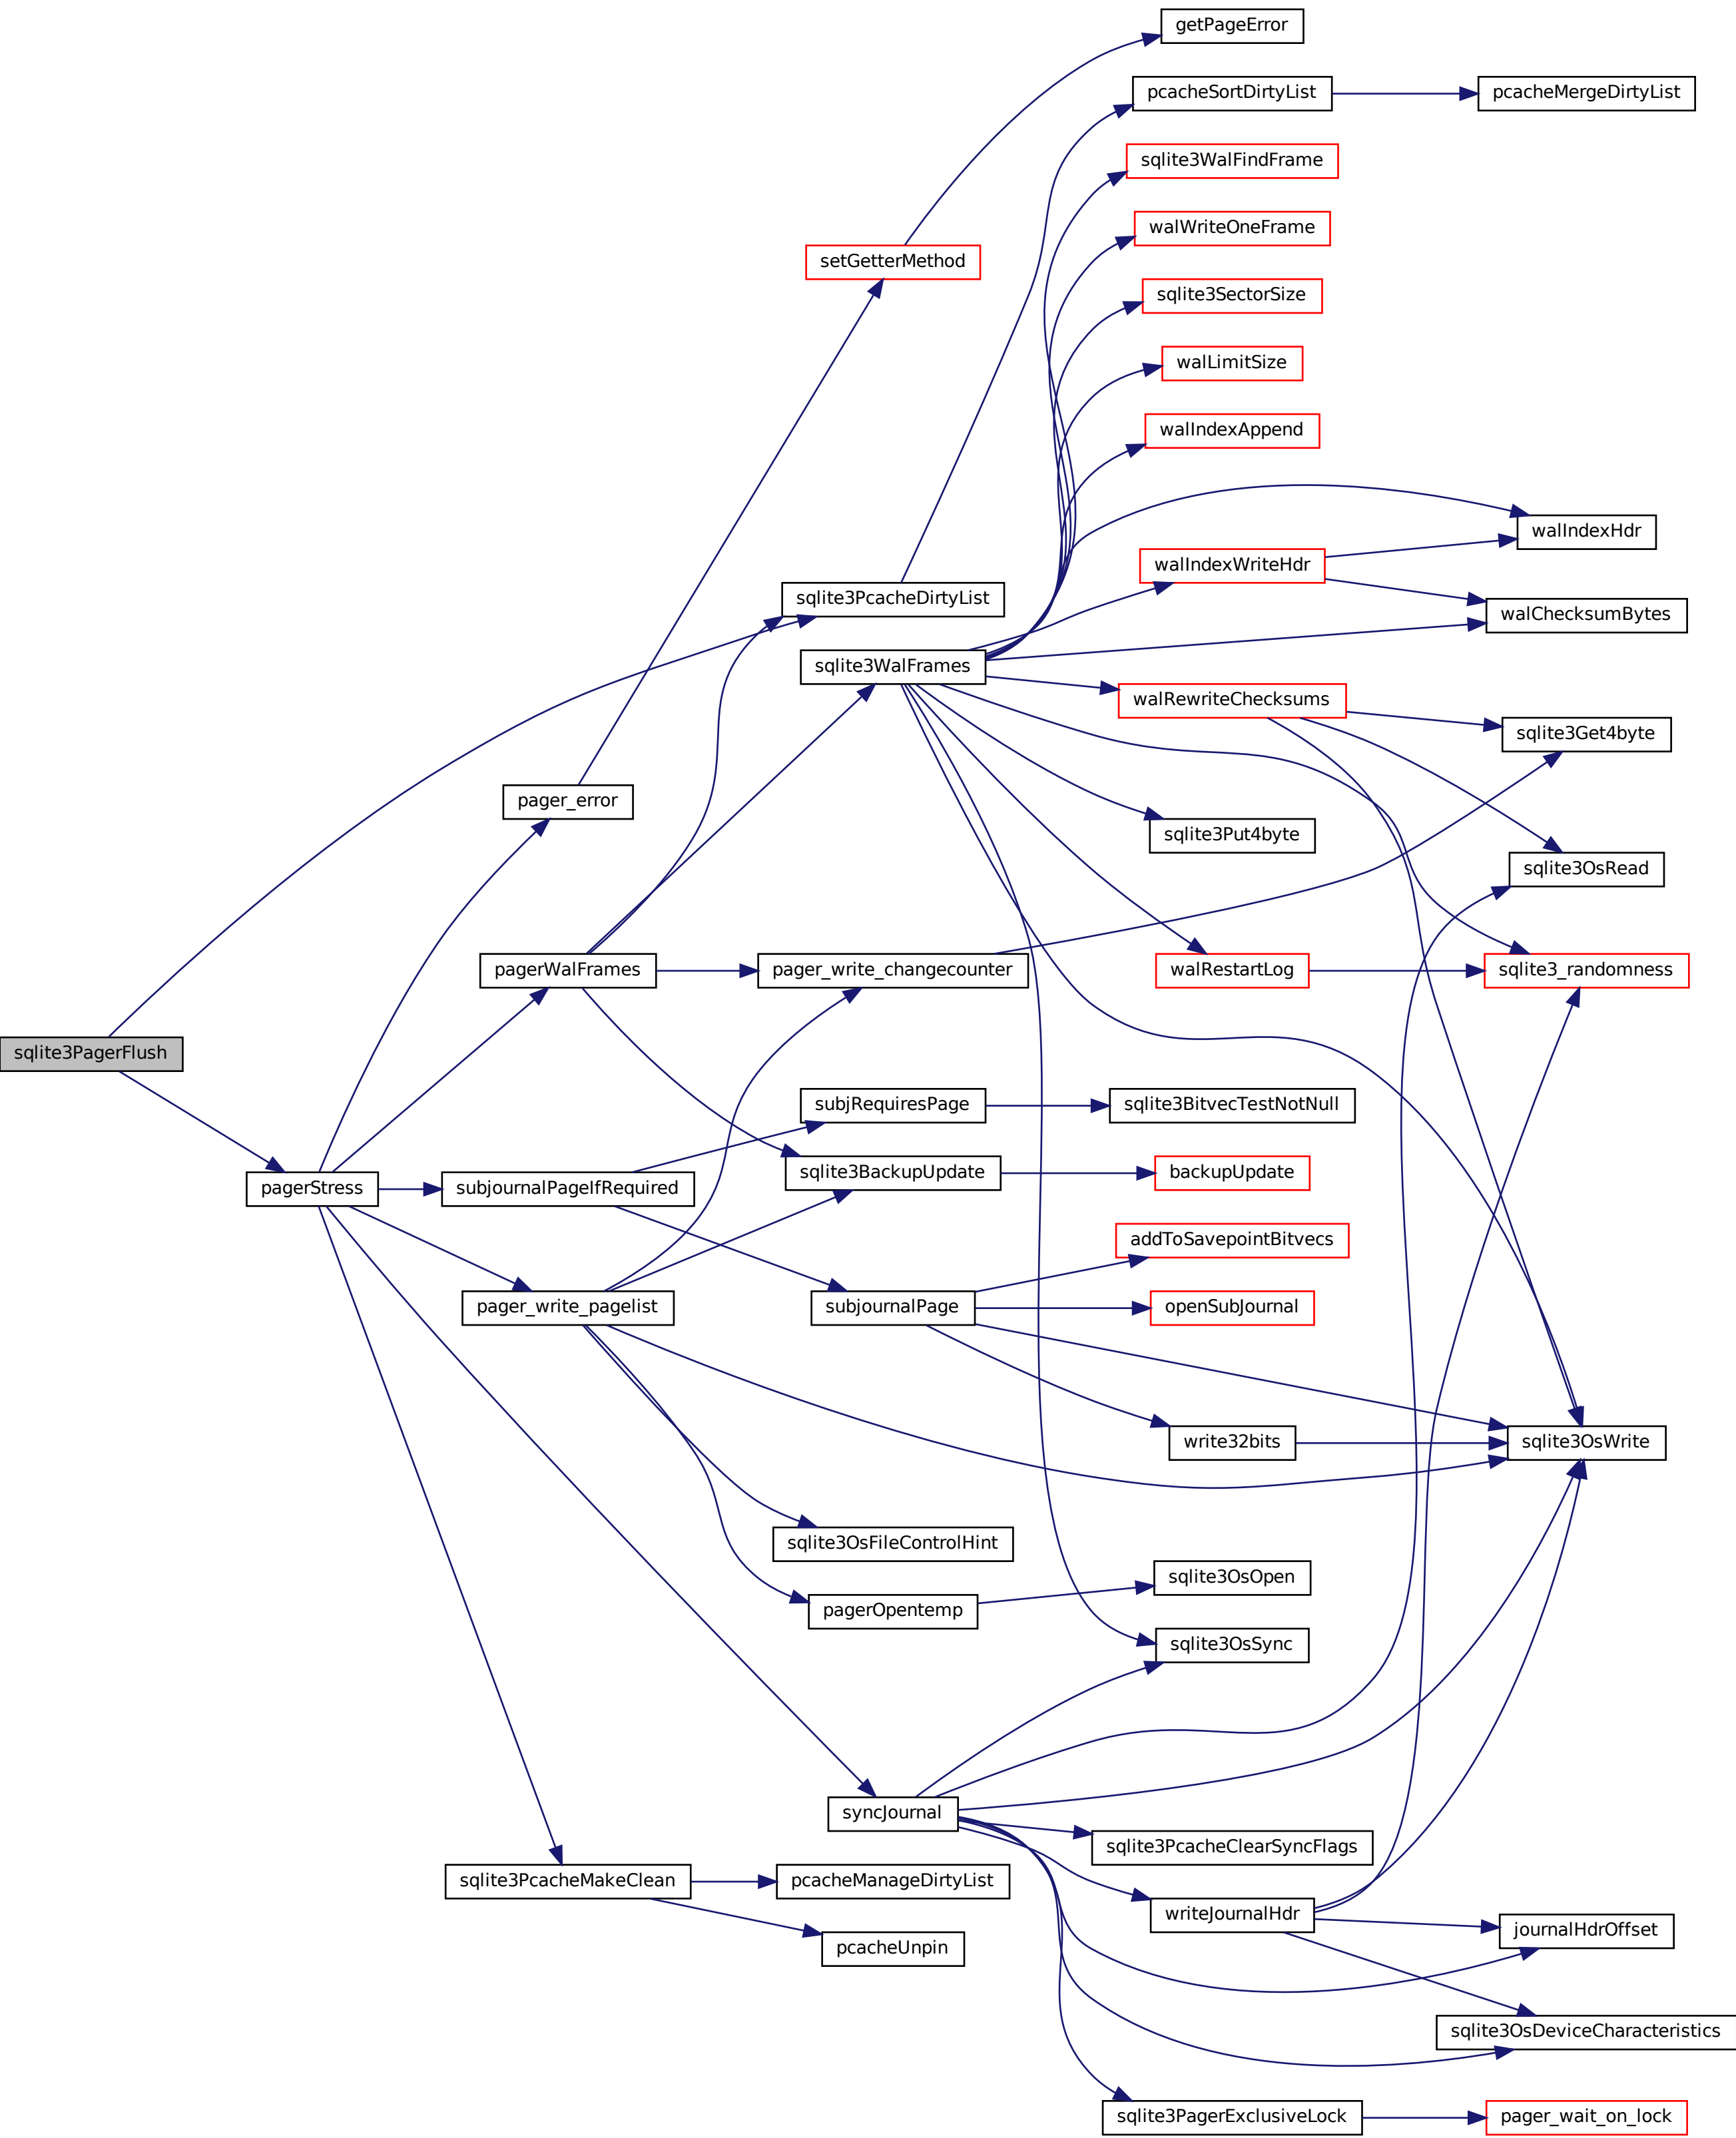 getPageError
pcacheSortDirtyList
pcacheMergeDirtyList
sqlite3WalFindFrame
walWriteOneFrame
setGetterMethod
sqlite3SectorSize
walLimitSize
walIndexAppend
walIndexHdr
walIndexWriteHdr
sqlite3PcacheDirtyList
walChecksumBytes
sqlite3WalFrames
walRewriteChecksums
sqlite3Get4byte
pager_error
sqlite3Put4byte
sqlite3OsRead
pagerWalFrames
pager_write_changecounter
walRestartLog
sqlite3_randomness
sqlite3PagerFlush
subjRequiresPage
sqlite3BitvecTestNotNull
sqlite3BackupUpdate
backupUpdate
pagerStress
subjournalPageIfRequired
addToSavepointBitvecs
pager_write_pagelist
subjournalPage
openSubJournal
write32bits
sqlite3OsWrite
sqlite3OsFileControlHint
sqlite3OsOpen
pagerOpentemp
sqlite3OsSync
syncJournal
sqlite3PcacheClearSyncFlags
sqlite3PcacheMakeClean
pcacheManageDirtyList
writeJournalHdr
journalHdrOffset
pcacheUnpin
sqlite3OsDeviceCharacteristics
sqlite3PagerExclusiveLock
pager_wait_on_lock